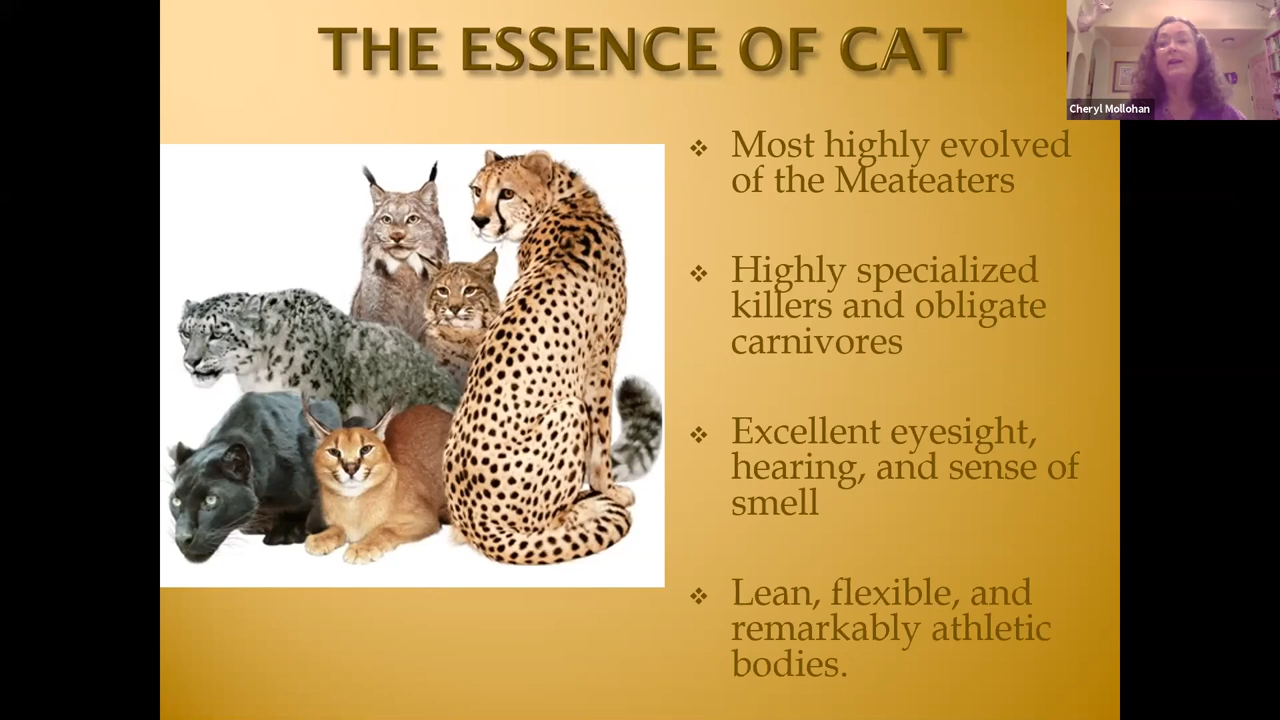 THE ESSENCE OF CAT
Cheryl Mollohan
❖ Most highly evolved
of the Meateaters
❖ Highly specialized
killers and obligate
carnivores
❖ Excellent eyesight,
hearing, and sense of
smell
❖ Lean, flexible, and
remarkably athletic
bodies.